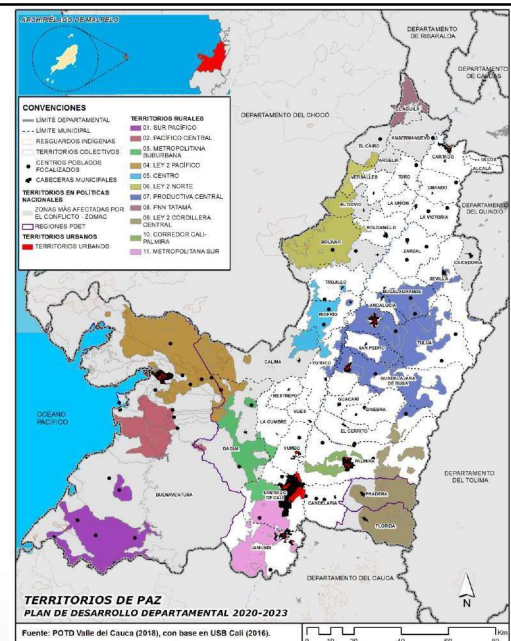 ARCHIPIÉLAGO DE MALPELO
CONVENCIONES
LÍMITE DEPARTAMENTAL
LÍMITE MUNICIPAL
RESGUARDOS INDÍGENAS
TERRITORIOS COLECTIVOS
CENTROS POBLADOS
FOCALIZADOS
CABECERAS MUNICIPALES
TERRITORIOS EN POLÍTICAS
NACIONALES
ZONAS MÁS AFECTADAS POR
EL CONFLICTO - ZOMAC
REGIONES PDET
TERRITORIOS URBANOS
TERRITORIOS URBANOS
TERRITORIOS RURALES
01. SUR PACÍFICO
02. PACÍFICO CENTRAL
03. METROPOLITANA
SUBURBANA
04. LEY 2 PACÍFICO
05. CENTRO
06. LEY 2 NORTE
07. PRODUCTIVA CENTRAL
08. PNN TATAMÁ
09. LEY 2 CORDILLERA
CENTRAL
10. CORREDOR CALI-
PALMIRA
11. METROPOLITANA SUR
DEPARTAMENTO
DE RISARALDA
DEPARTAMENTO
DE CALDAS
DEPARTAMENTO DEL CHOCÓ
EL ÁGUILA
ANSERMANUEVO
EL CAIRO
CARTAGO
ULLOA
ALCALÁ
ARGELIA
VERSALLES
TORO
OBANDO
LA UNIÓN
LA VICTORIA
DEPARTAMENTO
DEL QUINDÍO
EL DOVIO
ROLDANILLO
BOLÍVAR
ZARZAL
CAICEDONIA
SEVILLA
TRUJILLO
BUGALAGRANDE
ANDALUCÍA
RIOFRÍO
TULUÁ
SAN PEDRO
CALIMA
YOTOCO
GUADALAJARA
DE BUGA
RESTREPO
GUACARÍ
VIJES
GINEBRA
LA CUMBRE
EL CERRITO
OCÉANO
PACÍFICO
DAGUA
YUMBO
PALMIRA
DEPARTAMENTO
DEL TOLIMA
BUENAVENTURA
SANTIAGO
DE CALI
CANDELARIA
PRADERA
FLORIDA
JAMUNDÍ
DEPARTAMENTO DEL CAUCA
N
TERRITORIOS DE PAZ
PLAN DE DESARROLLO DEPARTAMENTAL 2020-2023
Fuente: POTD Valle del Cauca (2018), con base en USB Cali (2016).
Km